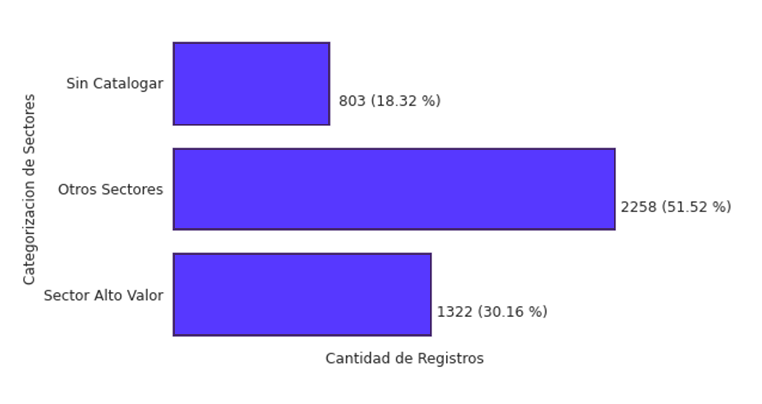 Categorizacion de Sectores
Sin Catalogar
803 (18.32 %)
Otros Sectores
2258 (51.52 %)
Sector Alto Valor
1322 (30.16 %)
Cantidad de Registros